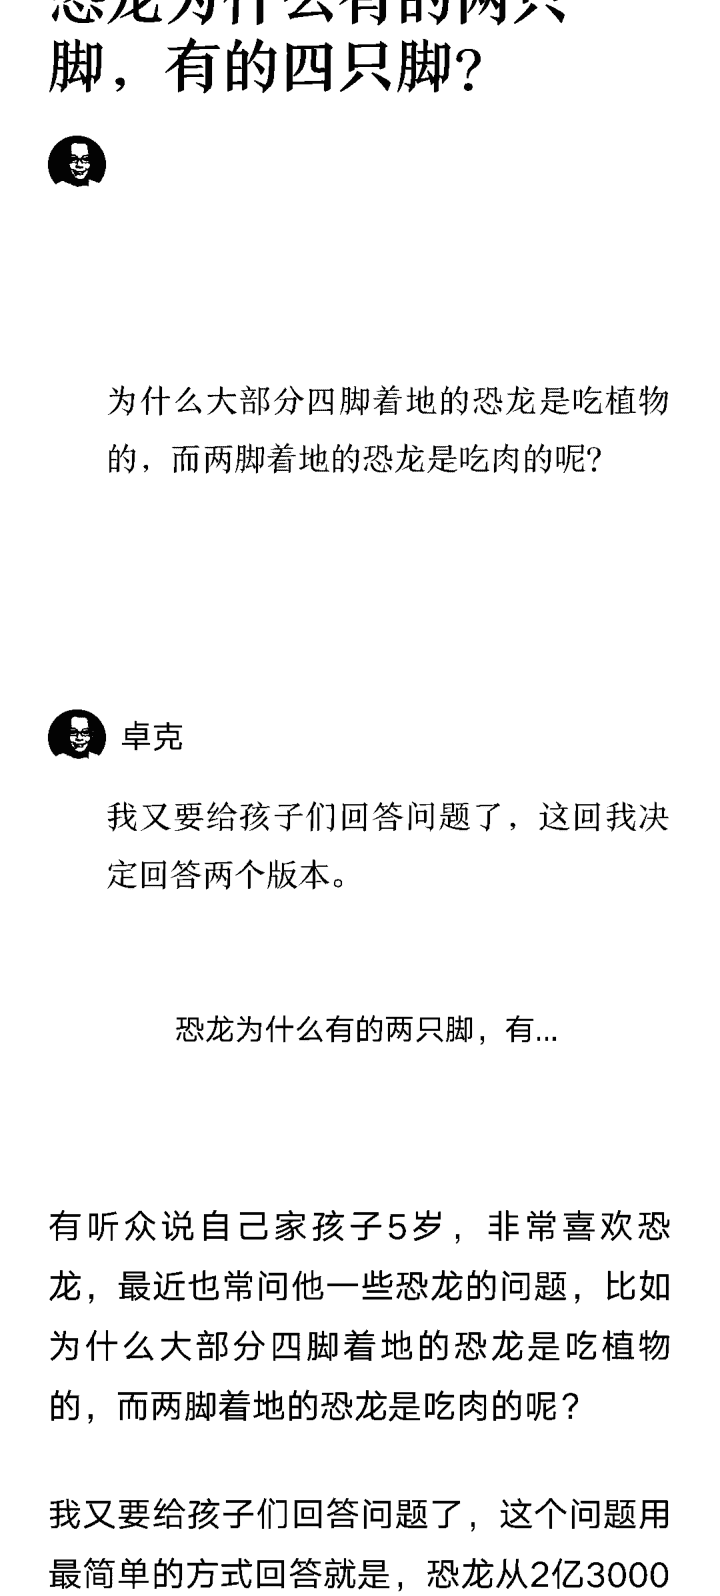 恐龙为什么有的两只
脚，有的四只脚？
为什么大部分四脚着地的恐龙是吃植物
的，而两脚着地的恐龙是吃肉的呢？
卓克
我又要给孩子们回答问题了，这回我决
定回答两个版本。
恐龙为什么有的两只脚，有...
有听众说自己家孩子5岁，非常喜欢恐
龙，最近也常问他一些恐龙的问题，比如
为什么大部分四脚着地的恐龙是吃植物
的，而两脚着地的恐龙是吃肉的呢？
我又要给孩子们回答问题了，这个问题用
最简单的方式回答就是，恐龙从2亿3000